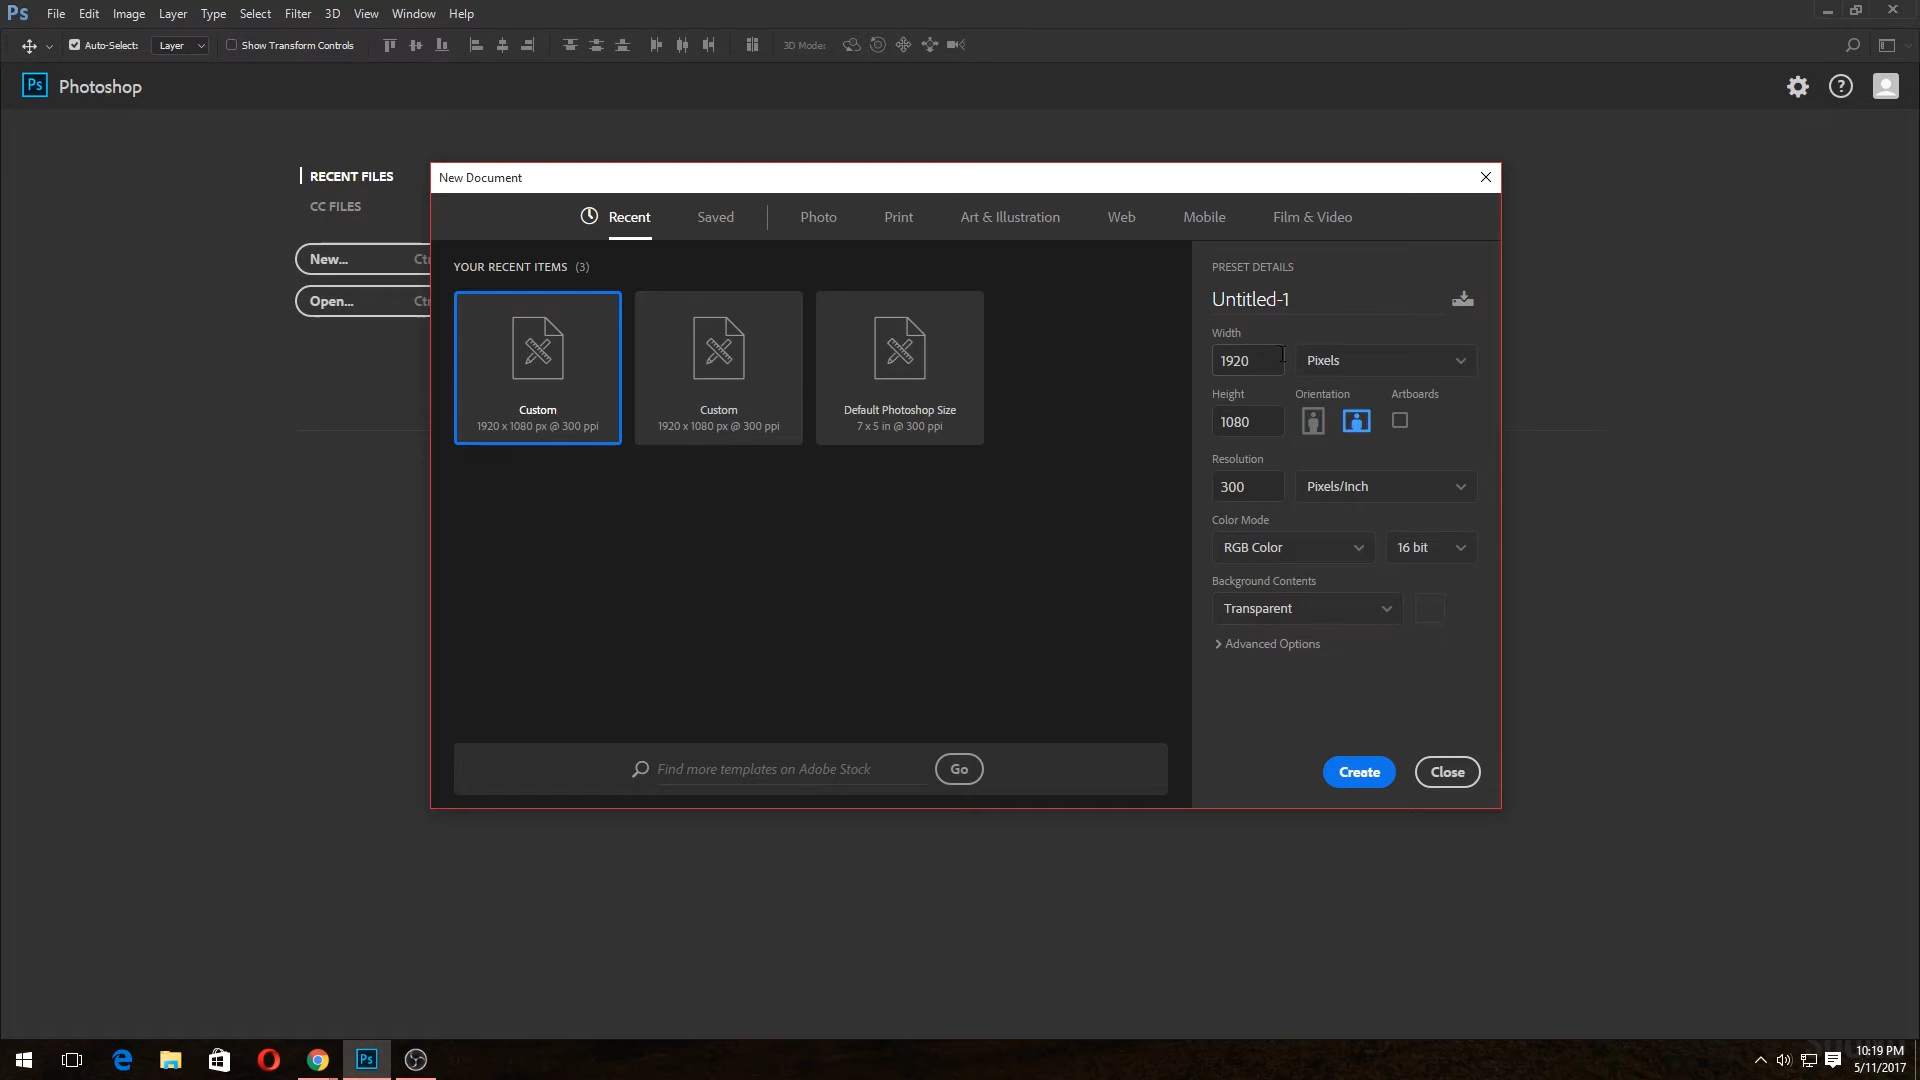 Ps File Edit Image Layer Type Select Filter 3D View Window Help
Auto-Select: Layer Show Transform Controls 3D Mode:
Ps Photoshop
RECENT FILES
CC FILES
New... Ct
Open... Ct
New Document
Recent Saved Photo Print Art & Illustration Web Mobile Film & Video
YOUR RECENT ITEMS (3)
Custom
1920 x 1080 px @ 300 ppi
Custom
1920 x 1080 px @ 300 ppi
Default Photoshop Size
7 x 5 in @ 300 ppi
Find more templates on Adobe Stock Go
PRESET DETAILS
Untitled-1
Width
1920 Pixels
Height Orientation Artboards
1080
Resolution
300 Pixels/Inch
Color Mode
RGB Color 16 bit
Background Contents
Transparent
Advanced Options
Create Close
Ps
10:19 PM
5/11/2017